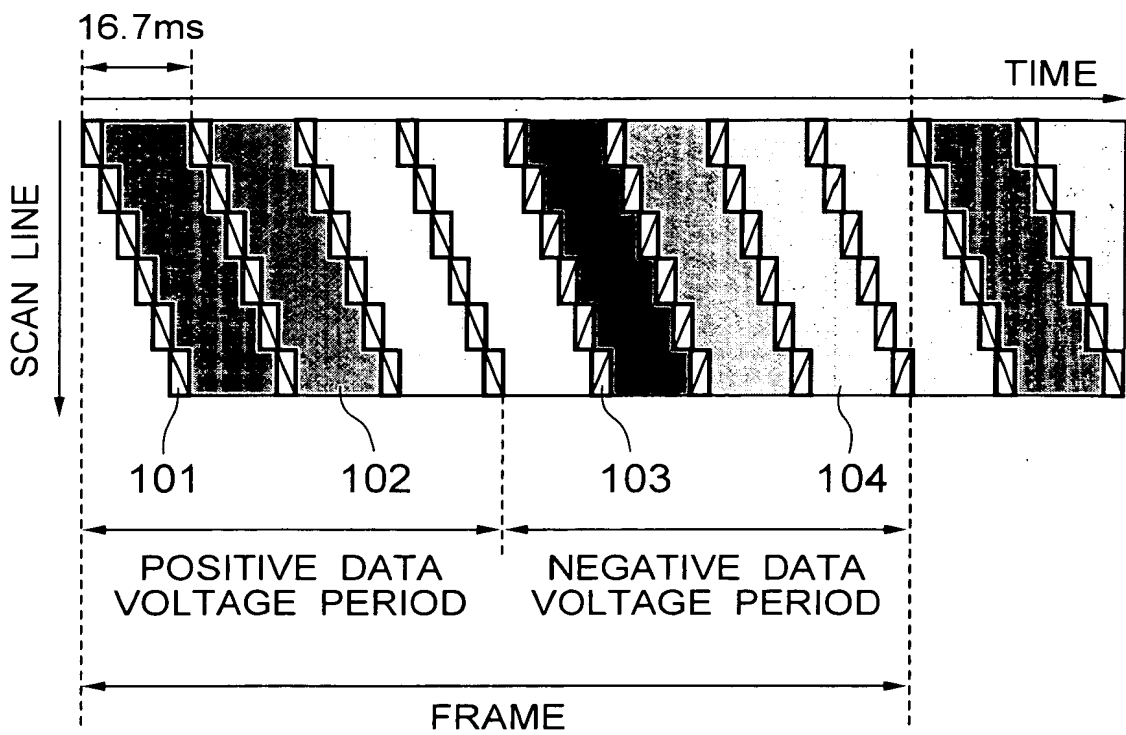 16.7ms
TIME
SCAN LINE
101
102
103
104
POSITIVE DATA
VOLTAGE PERIOD
NEGATIVE DATA
VOLTAGE PERIOD
FRAME